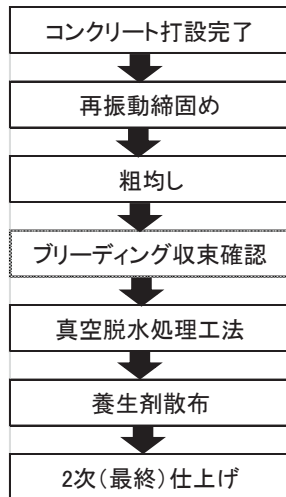 コンクリート打設完了
再振動締固め
粗均し
ブリーディング収束確認
真空脱水処理工法
養生剤散布
2次(最終)仕上げ